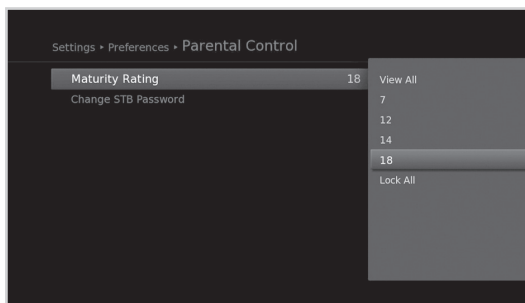 Settings ▸ Preferences ▸ Parental Control
Maturity Rating 18
Change STB Password
View All
7
12
14
18
Lock All